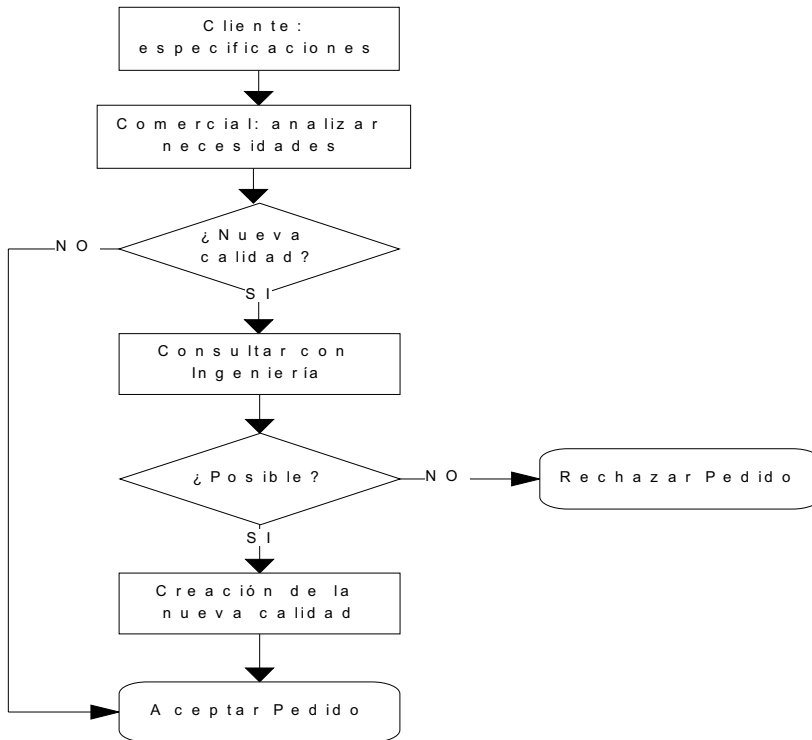 Cliente:
especificaciones
Comercial: analizar
necesidades
¿Nueva
calidad?
NO
SI
Consultar con
Ingeniería
¿Posible?
NO
Rechazar Pedido
SI
Creación de la
nueva calidad
Aceptar Pedido